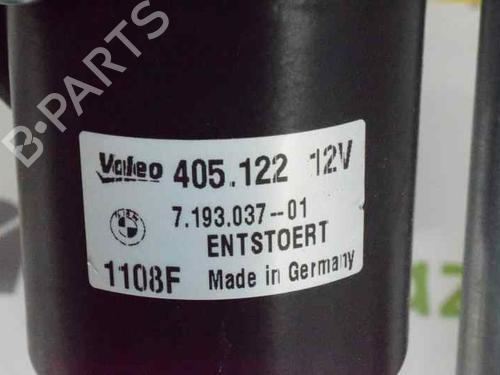 B-PARTS
Valeo 405.122 12V
7.193.037--01
ENTSTOERT
1108F Made in Germany